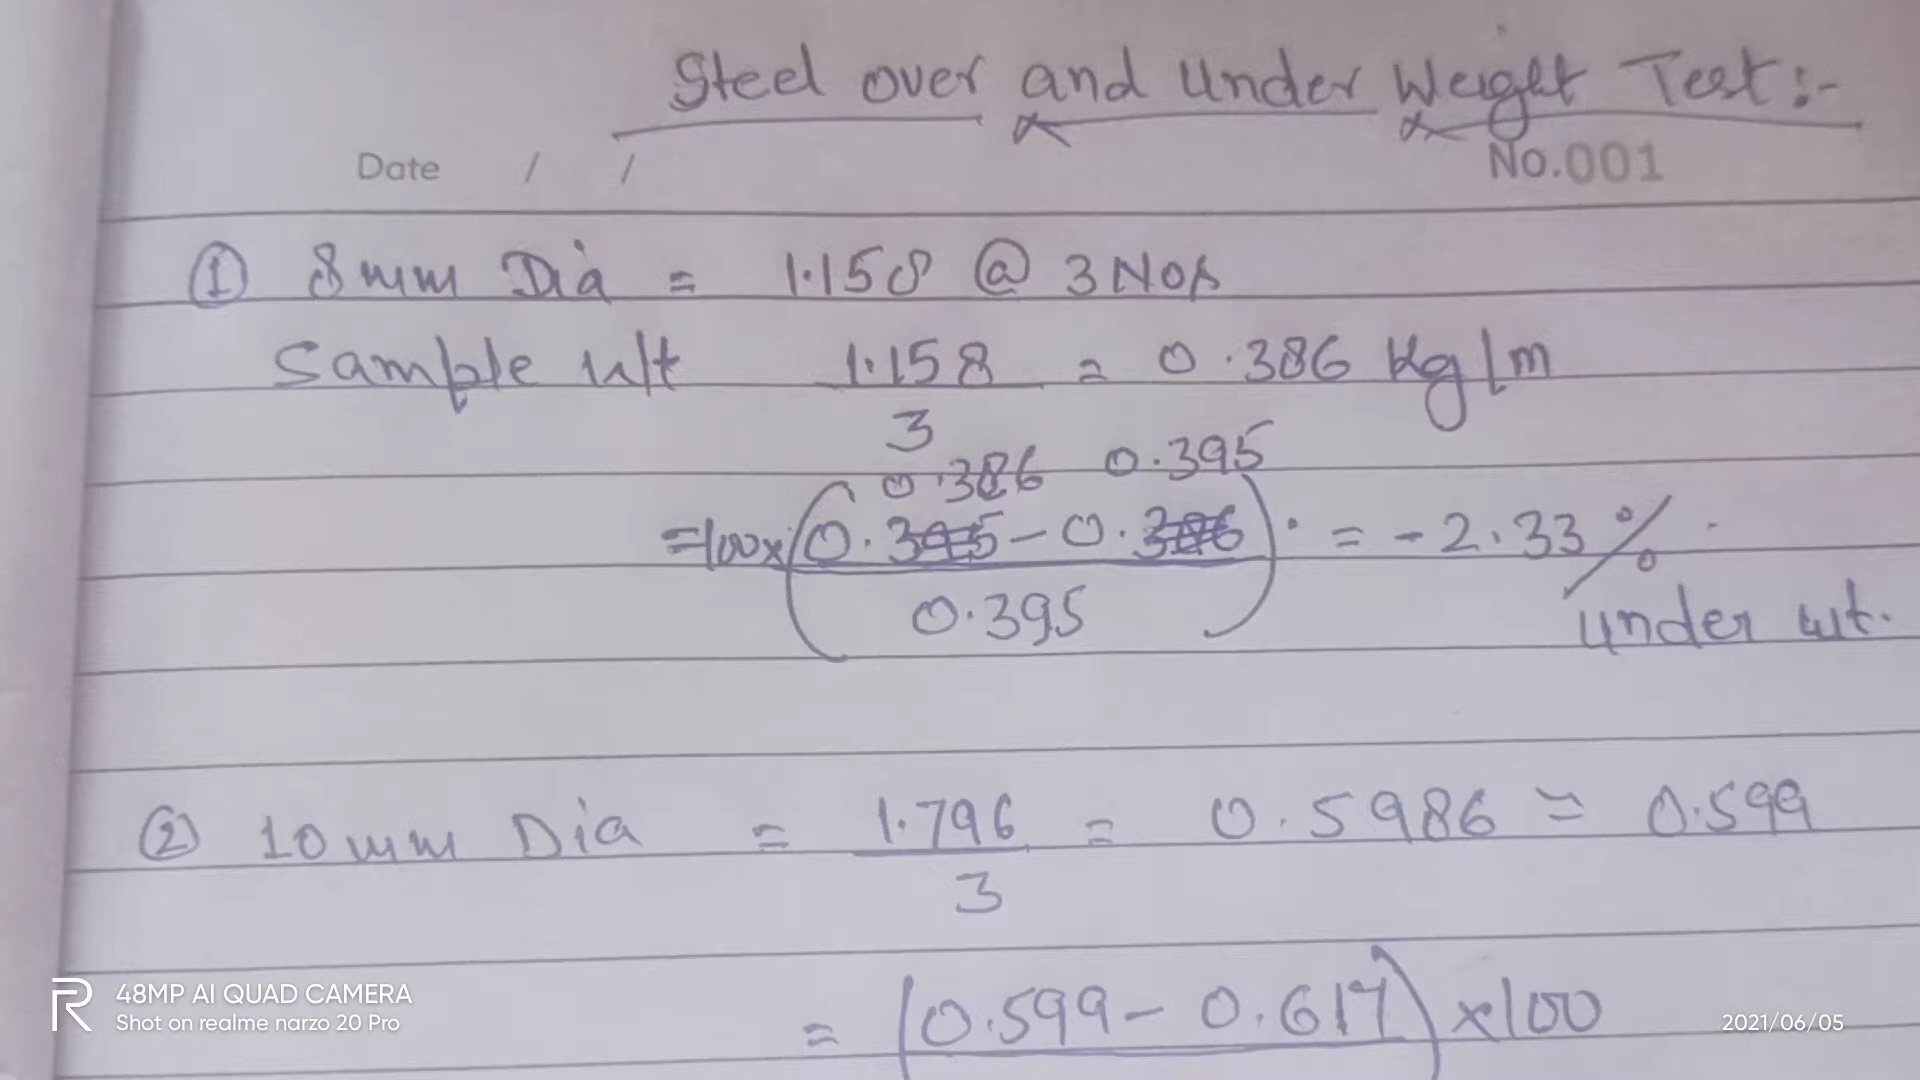 Steel over and Under Weight Test:-
Date / /
No.001
① 8mm Dia = 1.158 @ 3 Nos
Sample wt 1.158 = 0.386 Kg/m
3
0.386 0.395
=100x(0.395-0.386) = -2.33%
0.395
under wt.
② 10mm Dia = 1.796 = 0.5986 = 0.599
3
= (0.599-0.617) x100
48MP AI QUAD CAMERA
Shot on realme narzo 20 Pro
2021/06/05